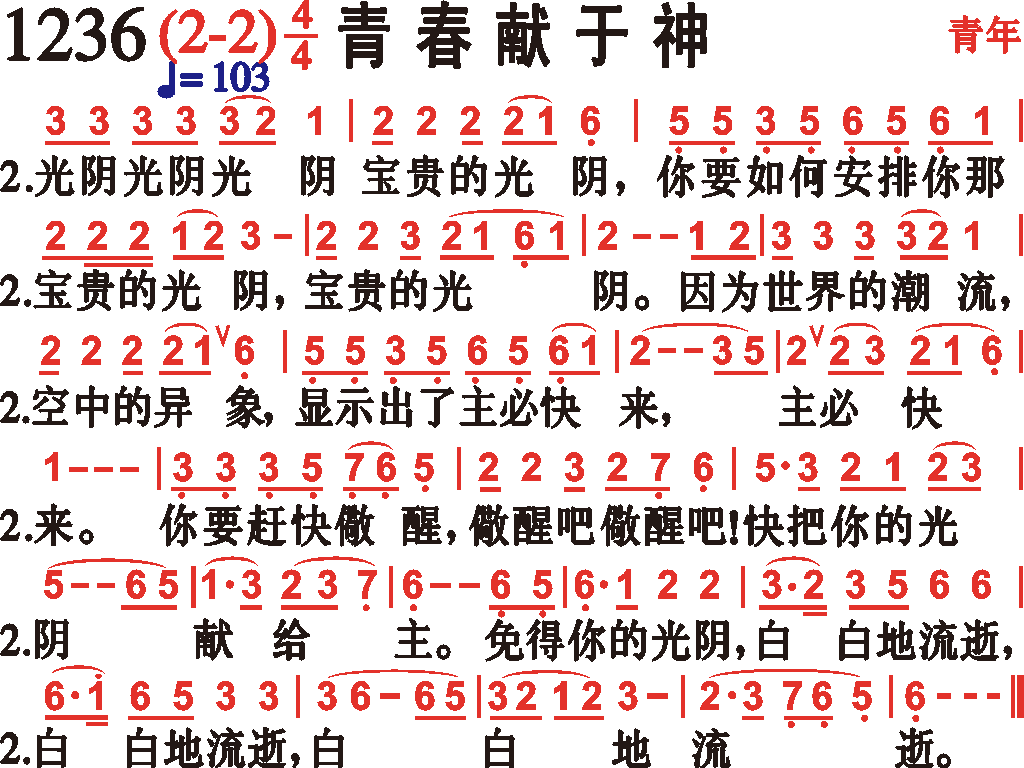 1236 (2-2) 4/4 青春献于神 青年
♩= 103
3 3 3 3 3 2 1 | 2 2 2 2 1 6 | 5 5 3 5 6 5 6 1 |
2.光阴光阴光 阴 宝贵的光 阴，你要如何安排你那
2 2 2 1 2 3 - | 2 2 3 2 1 6 1 | 2 - - 1 2 | 3 3 3 3 2 1 |
2.宝贵的光 阴，宝贵的光 阴。因为世界的潮 流，
2 2 2 2 1 V 6 | 5 5 3 5 6 5 6 1 | 2 - - 3 5 | 2 V 2 3 2 1 6 |
2.空中的异 象，显示出了主必快 来， 主必 快
1 - - - | 3 3 3 5 7 6 5 | 2 2 3 2 7 6 | 5· 3 2 1 2 3 |
2.来。 你要赶快儆 醒，儆醒吧儆醒吧!快把你的光
5 - - 6 5 | 1· 3 2 3 7 | 6 - - 6 5 | 6· 1 2 2 | 3· 2 3 5 6 6 |
2.阴 献 给 主。免得你的光阴，白 白地流逝，
6· 1 6 5 3 3 | 3 6 - 6 5 | 3 2 1 2 3 - | 2· 3 7 6 5 | 6 - - - ‖
2.白 白地流逝，白 白 地 流 逝。